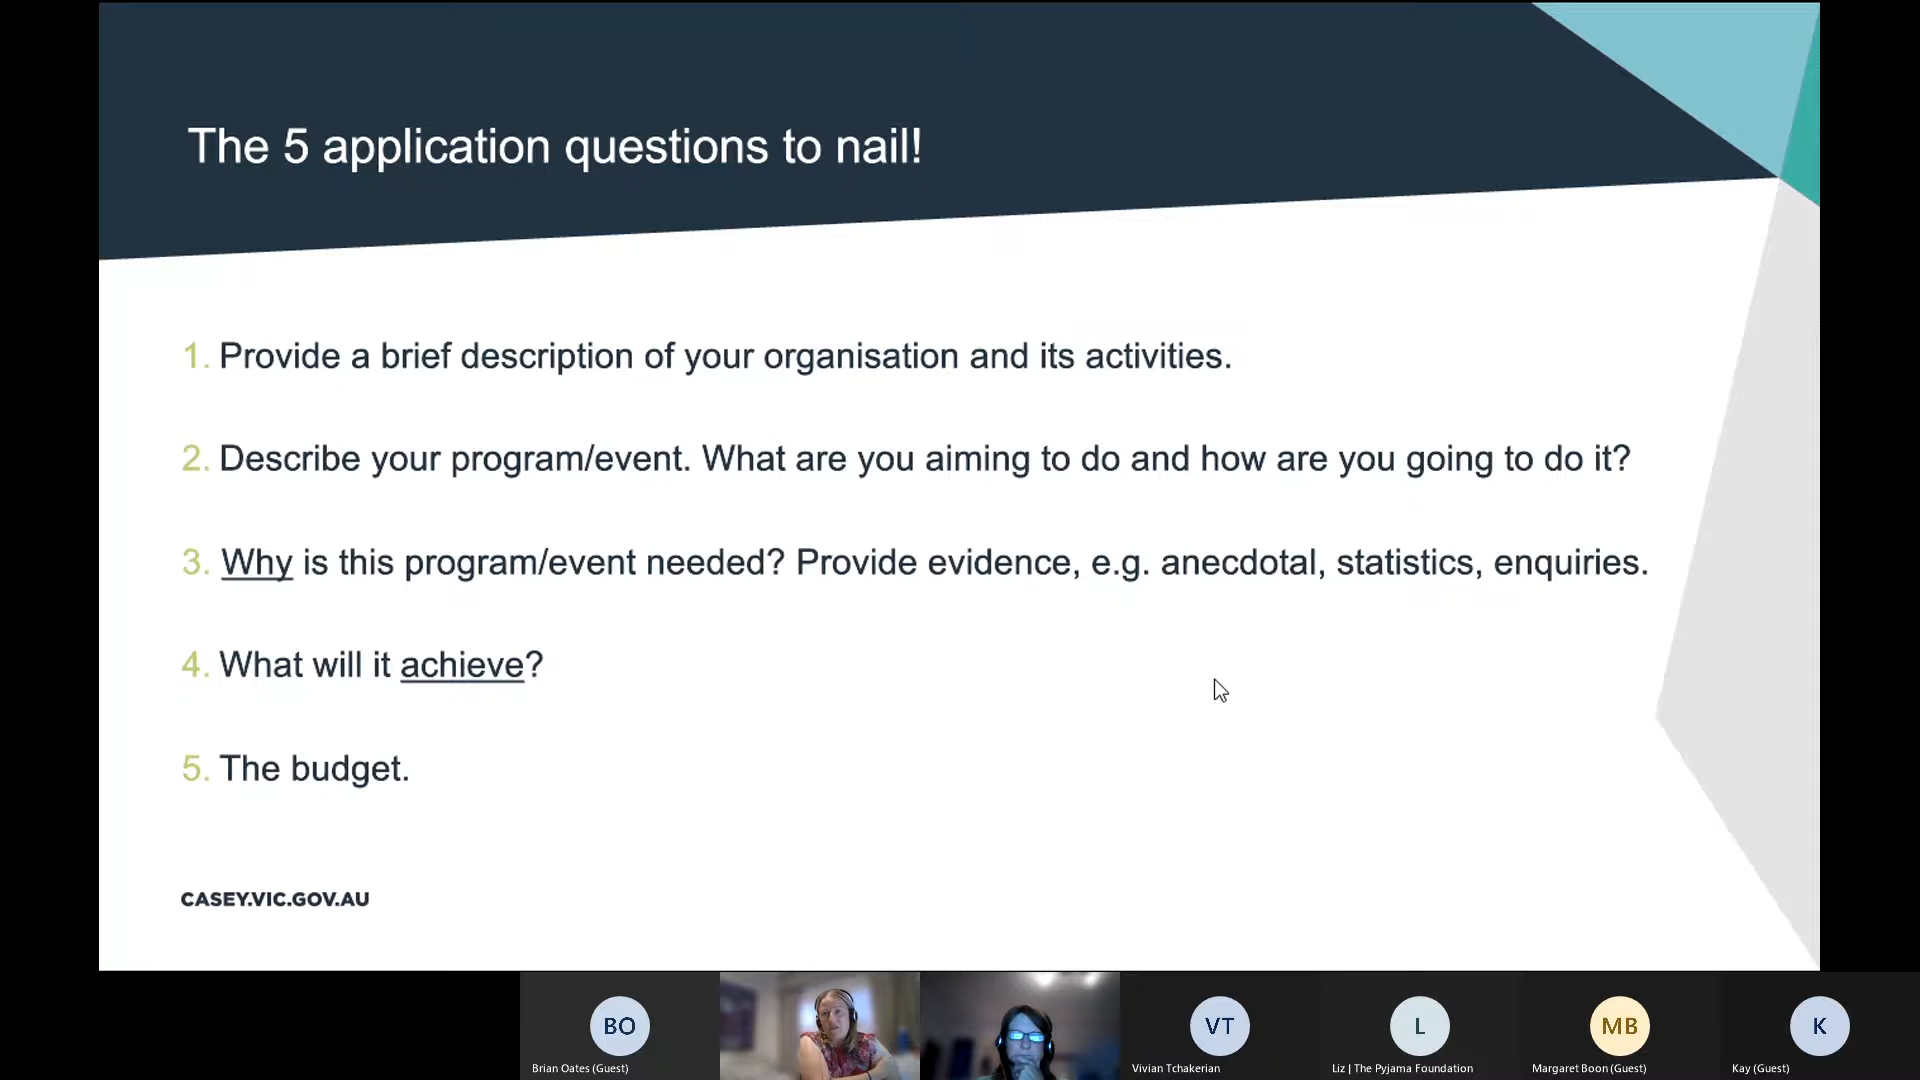 The 5 application questions to nail!
1. Provide a brief description of your organisation and its activities.
2. Describe your program/event. What are you aiming to do and how are you going to do it?
3. Why is this program/event needed? Provide evidence, e.g. anecdotal, statistics, enquiries.
4. What will it achieve?
5. The budget.
CASEY.VIC.GOV.AU
BO
VT
L
MB
K
Brian Oates (Guest)
Vivian Tchakerian
Liz | The Pyjama Foundation
Margaret Boon (Guest)
Kay (Guest)